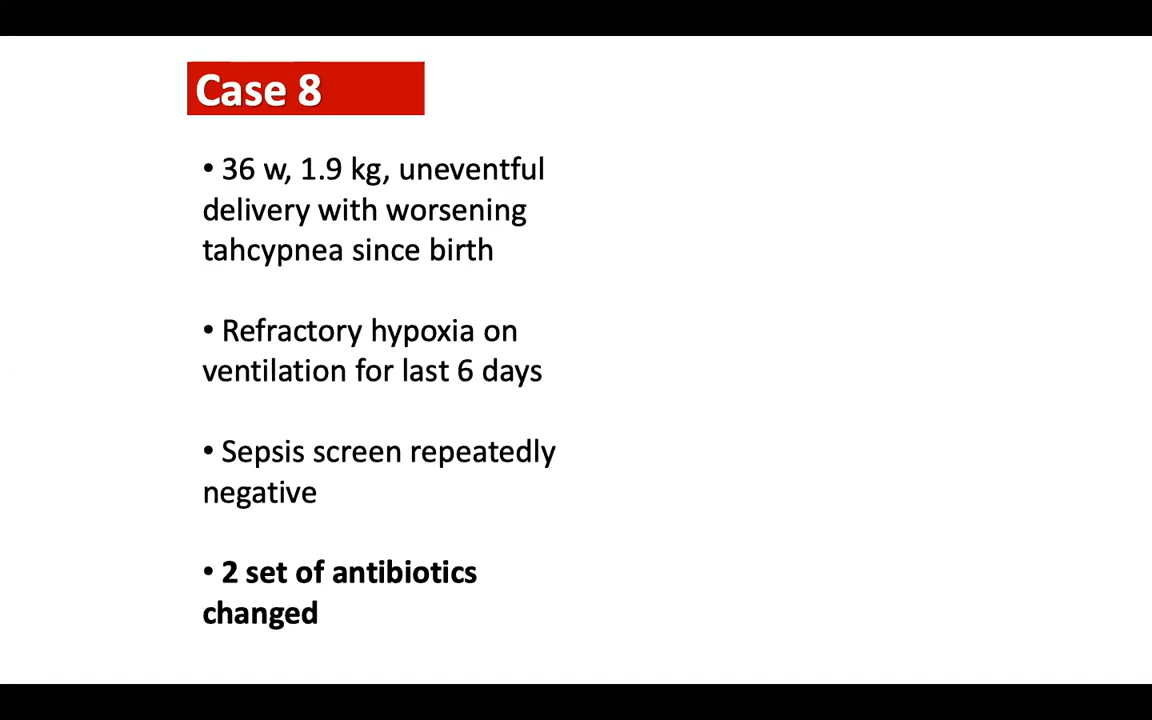 Case 8
• 36 w, 1.9 kg, uneventful
delivery with worsening
tahcypnea since birth
• Refractory hypoxia on
ventilation for last 6 days
• Sepsis screen repeatedly
negative
• 2 set of antibiotics
changed